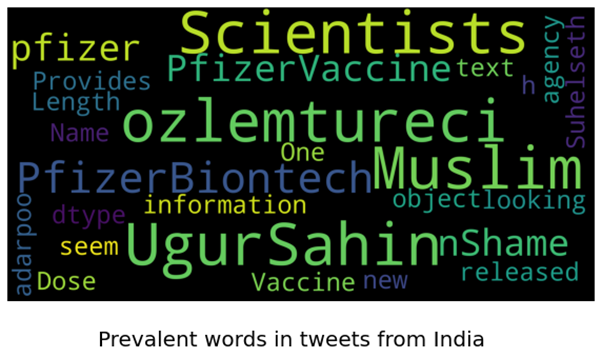 Scientists
pfizer
PfizerVaccine
text
agency
Suhelseth
Provides
h
Length
ozlemtureci
Name
One
Muslim
PfizerBiontech
objectlooking
information
adarpoo
dtype
UgurSahin
nShame
seem
released
Dose
Vaccine
new
Prevalent words in tweets from India